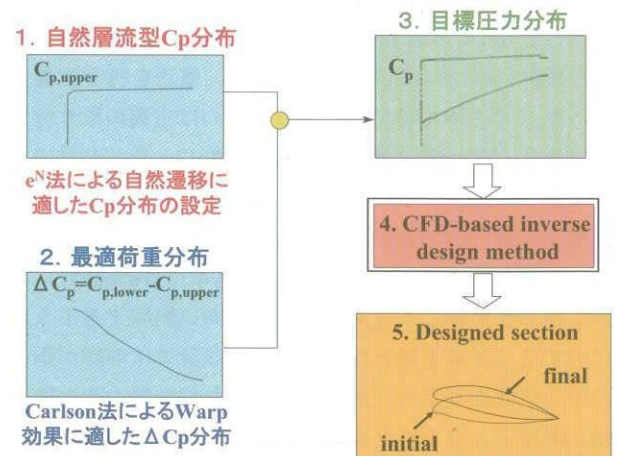 1. 自然層流型Cp分布
Cp,upper
eN法による自然遷移に
適したCp分布の設定
2. 最適荷重分布
ΔCp=Cp,lower-Cp,upper
Carlson法によるWarp
効果に適したΔCp分布
3. 目標圧力分布
Cp
4. CFD-based inverse
design method
5. Designed section
final
initial